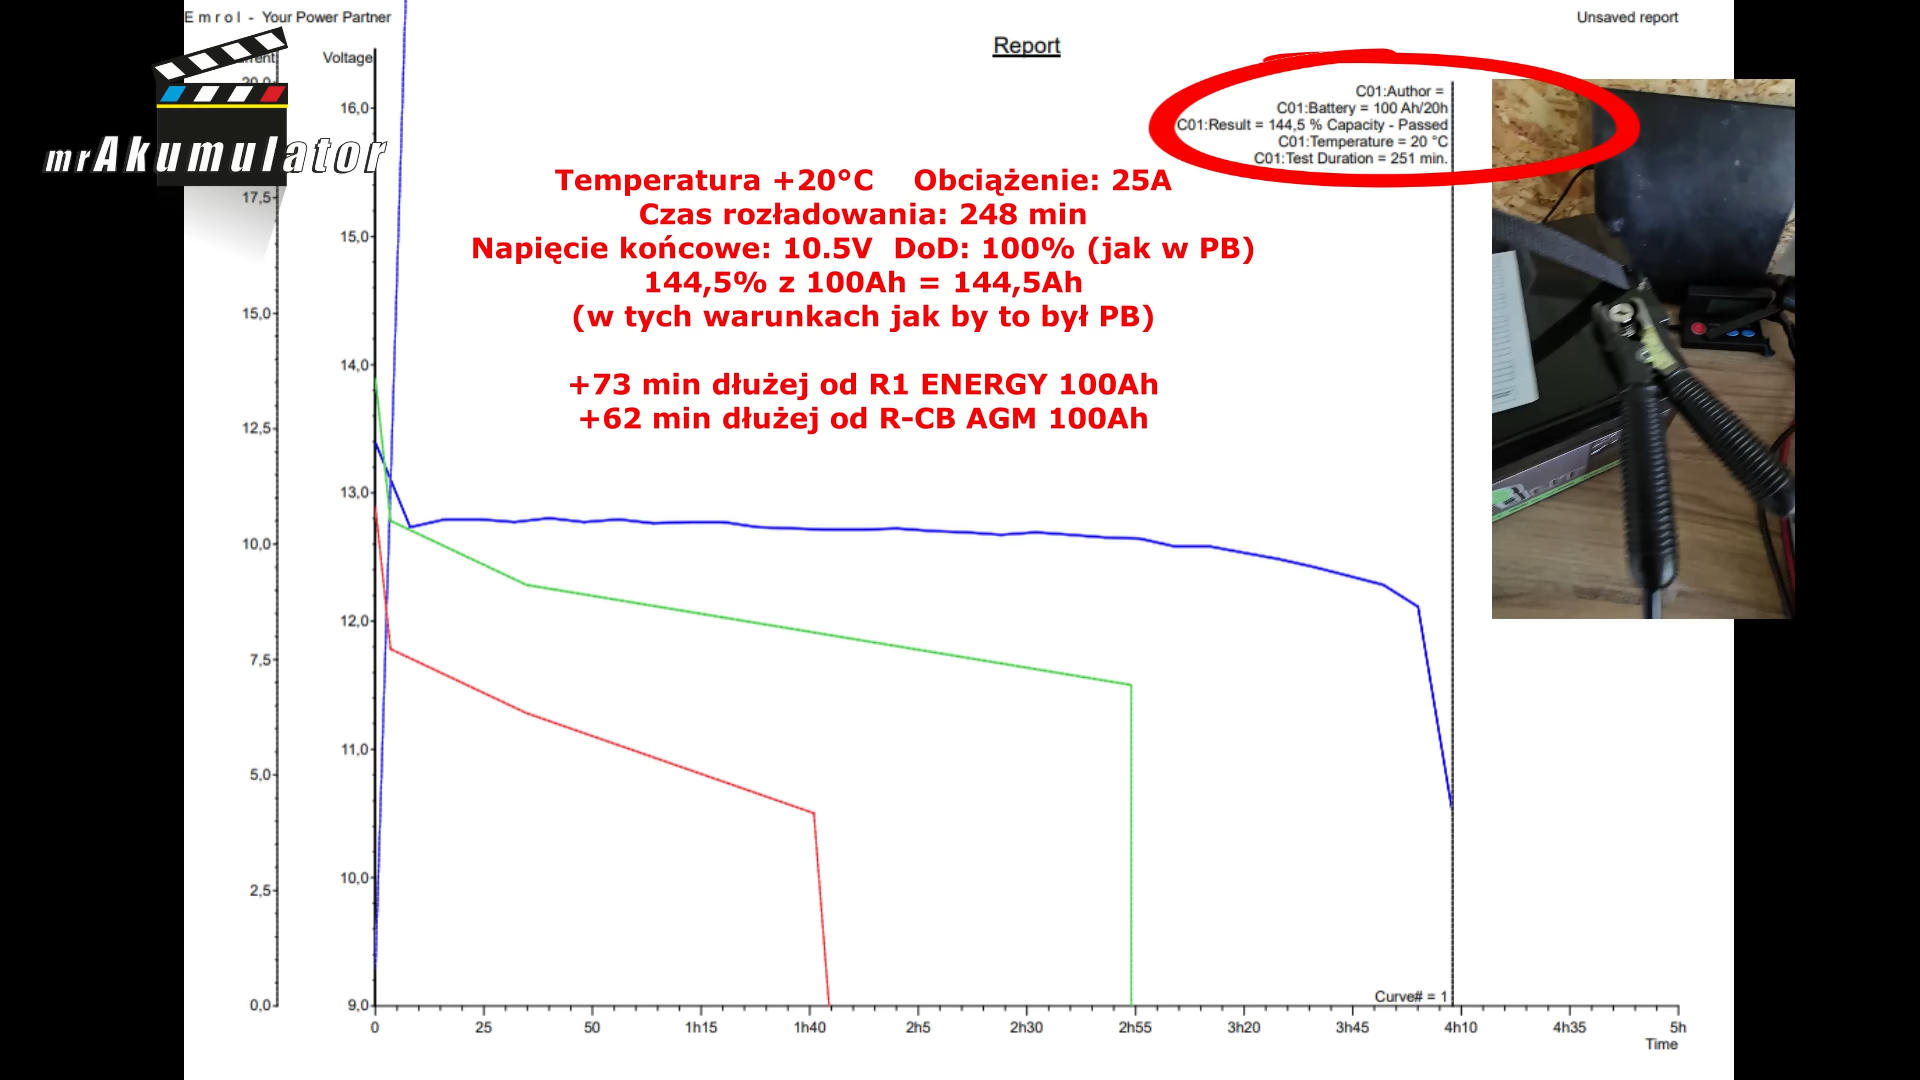 E m r o l - Your Power Partner
Unsaved report
Report
Voltage
mrAkumulator
C01:Author =
C01:Battery = 100 Ah/20h
C01:Result = 144,5 % Capacity - Passed
C01:Temperature = 20 °C
C01:Test Duration = 251 min.
Temperatura +20°C Obciążenie: 25A
Czas rozładowania: 248 min
Napięcie końcowe: 10.5V DoD: 100% (jak w PB)
144,5% z 100Ah = 144,5Ah
(w tych warunkach jak by to był PB)
+73 min dłużej od R1 ENERGY 100Ah
+62 min dłużej od R-CB AGM 100Ah
20,0
17,5
15,0
12,5
10,0
7,5
5,0
2,5
0,0
16,0
15,0
14,0
13,0
12,0
11,0
10,0
9,0
Curve# = 1
0 25 50 1h15 1h40 2h5 2h30 2h55 3h20 3h45 4h10 4h35 5h
Time